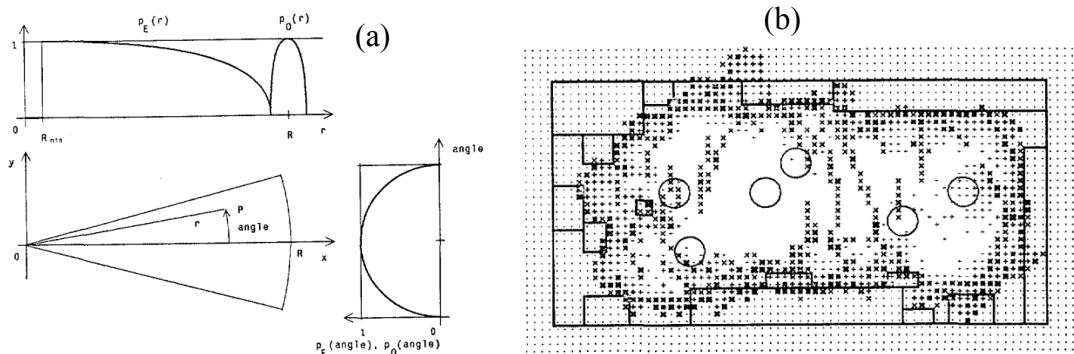 p_E(r) p_O(r)
(a)
1
0 R_min R r
y
angle
P
r angle
0 R x
1 0
p_E(angle), p_O(angle)
(b)